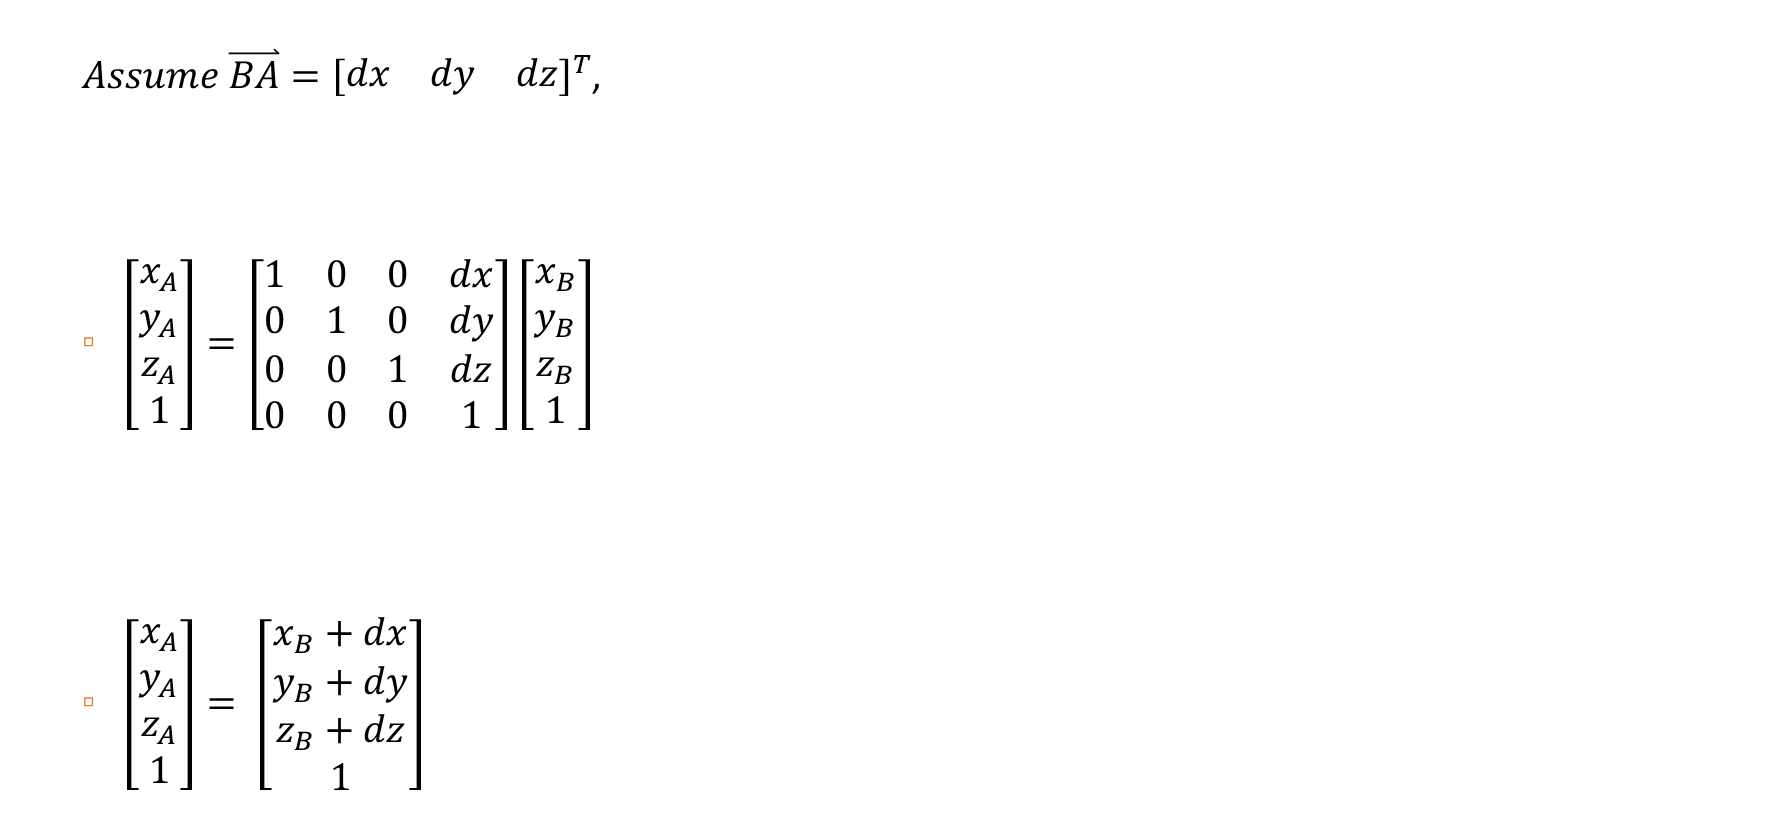 Assume BA⃗ = [dx dy dz]ᵀ,
▫ [x_A y_A z_A 1] = [1 0 0 dx; 0 1 0 dy; 0 0 1 dz; 0 0 0 1] [x_B y_B z_B 1]
▫ [x_A y_A z_A 1] = [x_B + dx y_B + dy z_B + dz 1]